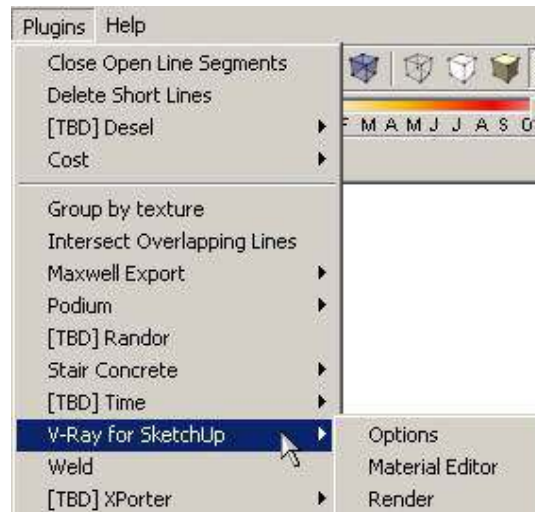 Plugins Help
Close Open Line Segments
Delete Short Lines
[TBD] Desel
F M A M J J A S O
Cost
Group by texture
Intersect Overlapping Lines
Maxwell Export
Podium
[TBD] Randor
Stair Concrete
[TBD] Time
V-Ray for SketchUp
Options
Weld
Material Editor
[TBD] XPorter
Render